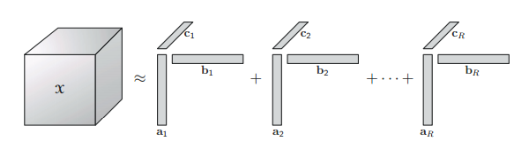 c₁ c₂ c_R
𝒳 ≈ b₁ + b₂ + ··· + b_R
a₁ a₂ a_R